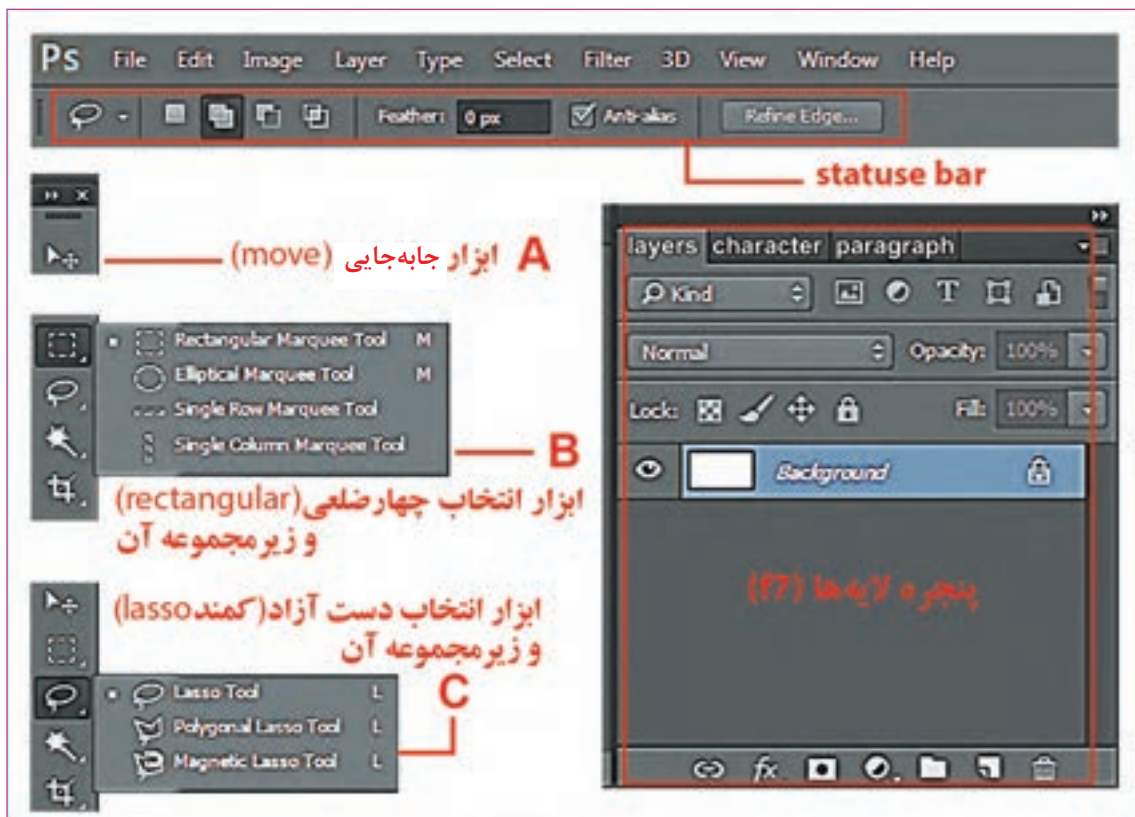 Ps File Edit Image Layer Type Select Filter 3D View Window Help
Feather: 0 px Anti-alias Refine Edge...
statuse bar
A ابزار جابه‌جایی (move)
Rectangular Marquee Tool M
Elliptical Marquee Tool M
Single Row Marquee Tool
Single Column Marquee Tool
B
ابزار انتخاب چهارضلعی(rectangular)
و زیرمجموعه آن
ابزار انتخاب دست آزاد(کمندlasso)
و زیرمجموعه آن
C
Lasso Tool L
Polygonal Lasso Tool L
Magnetic Lasso Tool L
layers character paragraph
Kind T
Normal Opacity: 100%
Lock: Fill: 100%
Background
پنجره لایه‌ها (f7)
fx